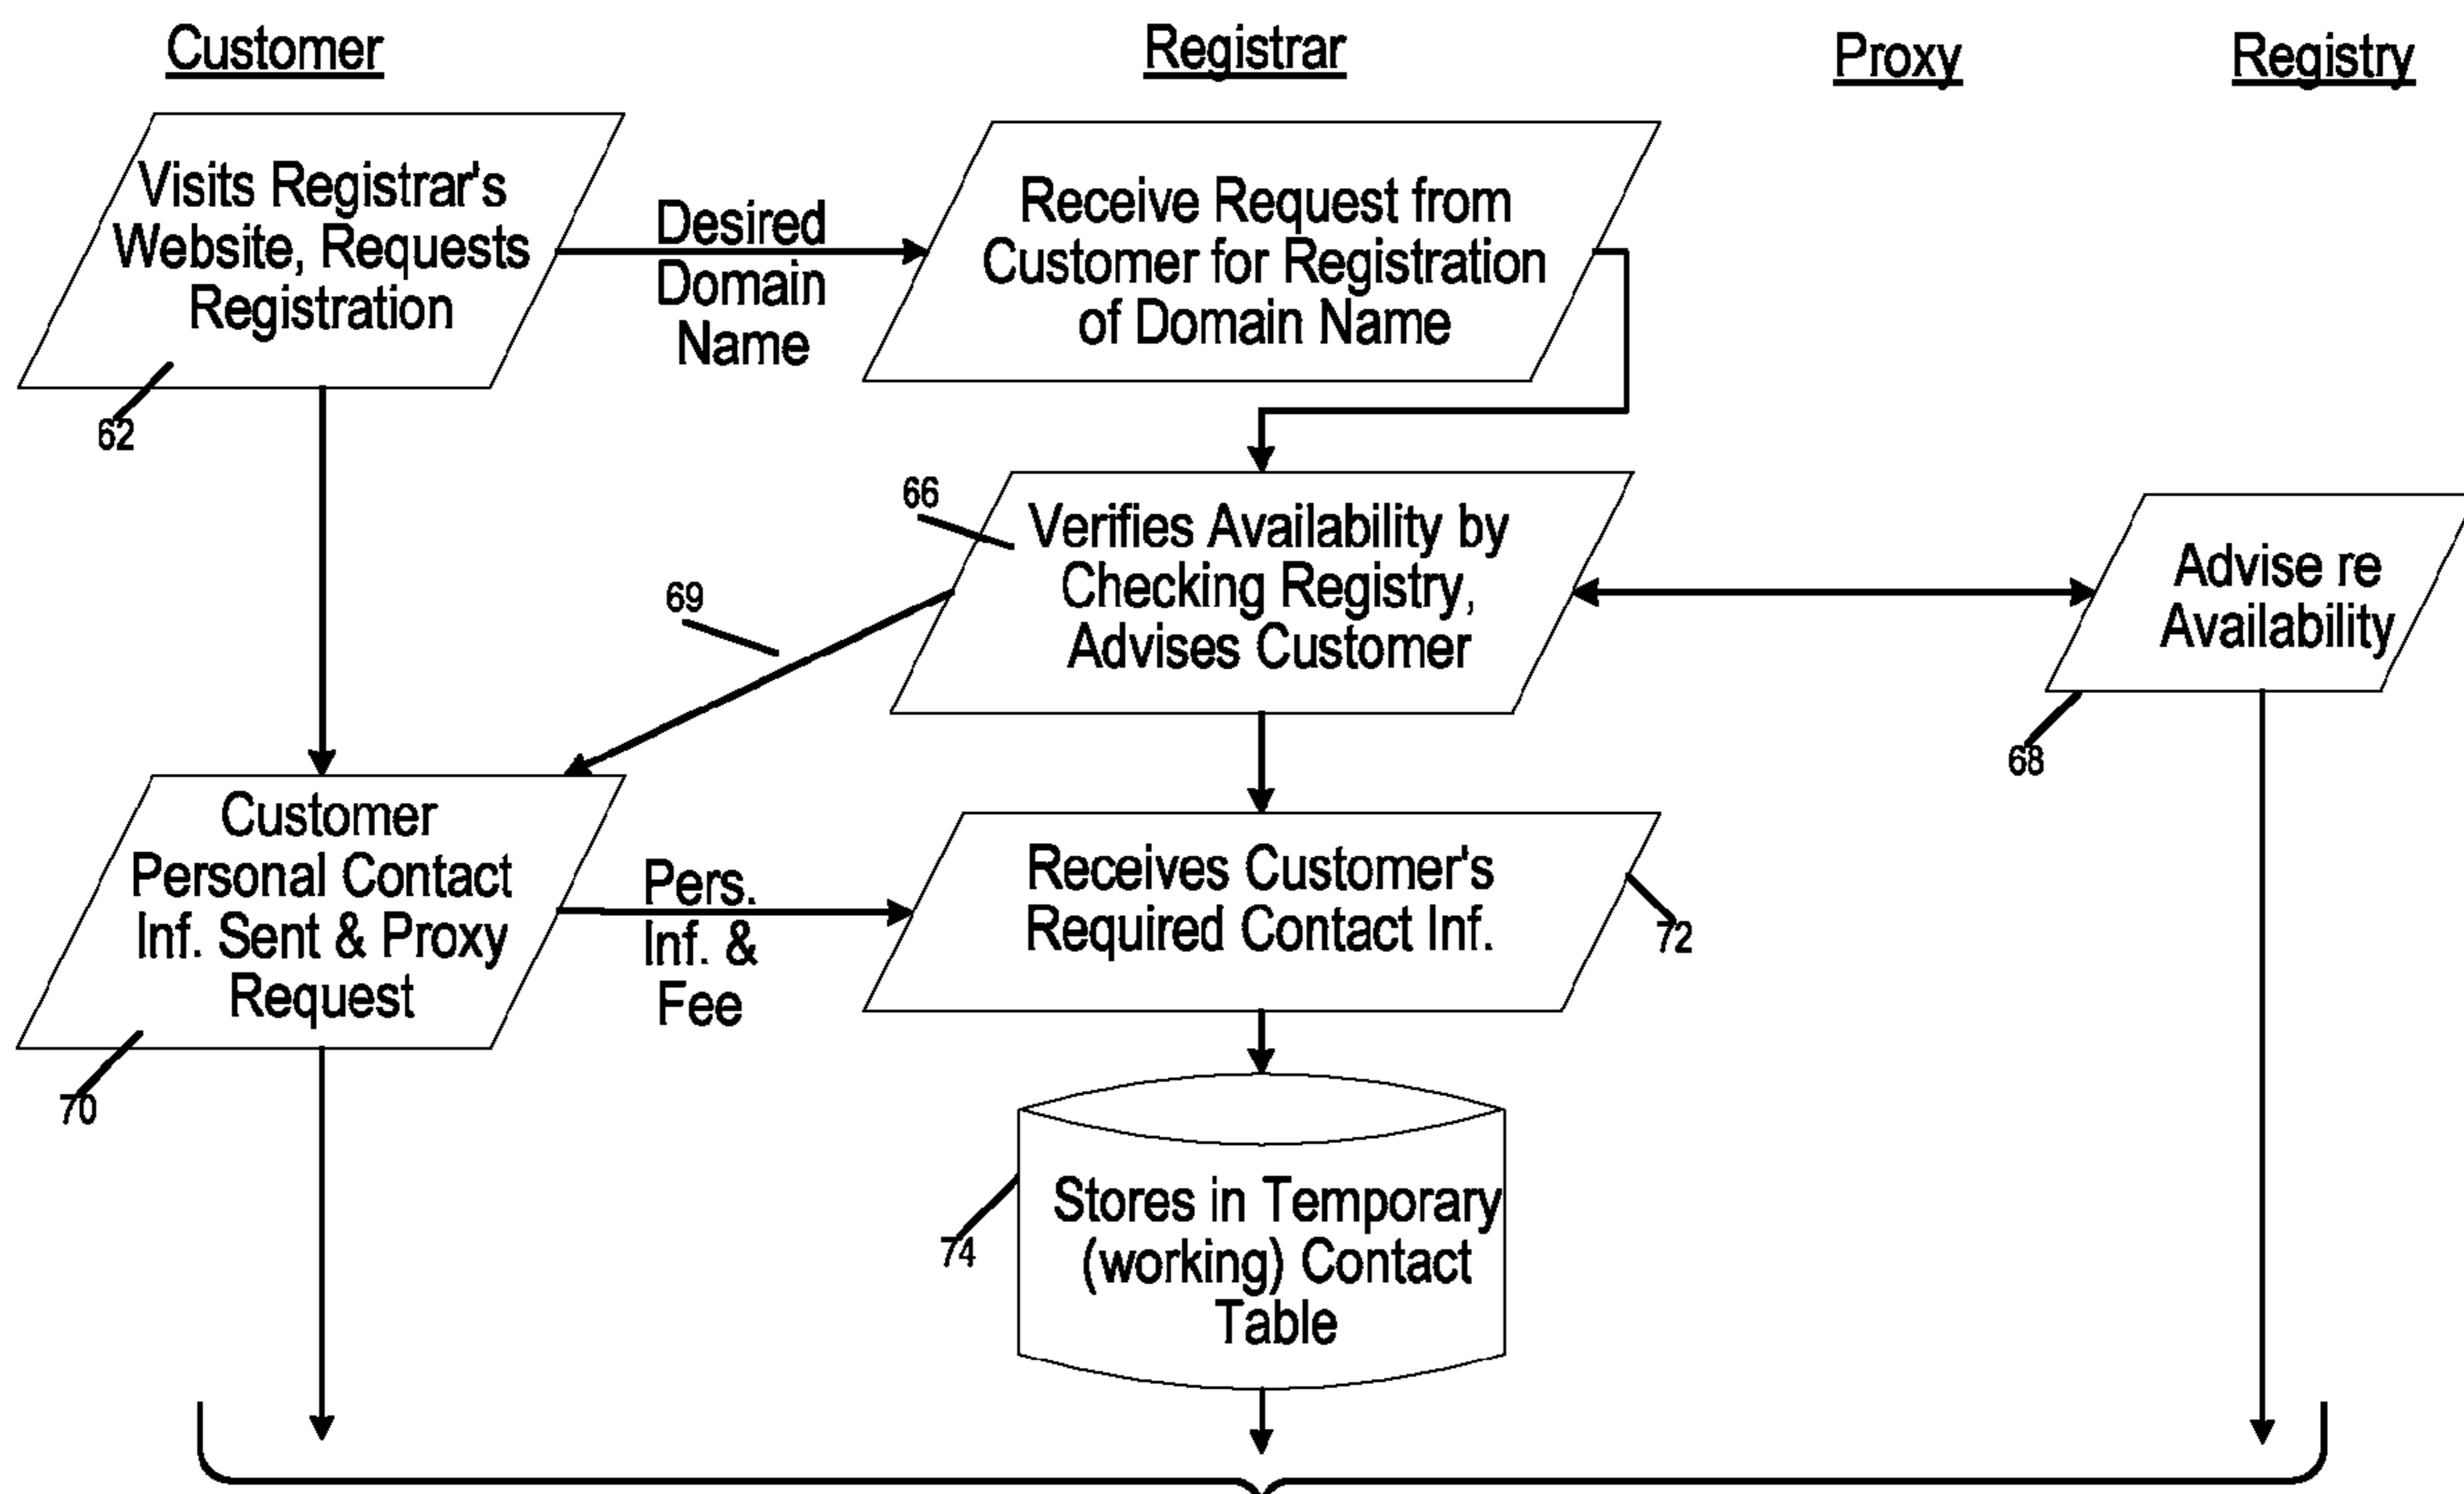 Customer
Registrar
Proxy
Registry
Visits Registrar's
Website, Requests
Registration
62
Desired
Domain
Name
Receive Request from
Customer for Registration
of Domain Name
66
Verifies Availability by
Checking Registry,
Advises Customer
69
Advise re
Availability
68
Customer
Personal Contact
Inf. Sent & Proxy
Request
70
Pers.
Inf. &
Fee
Receives Customer's
Required Contact Inf.
72
Stores in Temporary
(working) Contact
Table
74